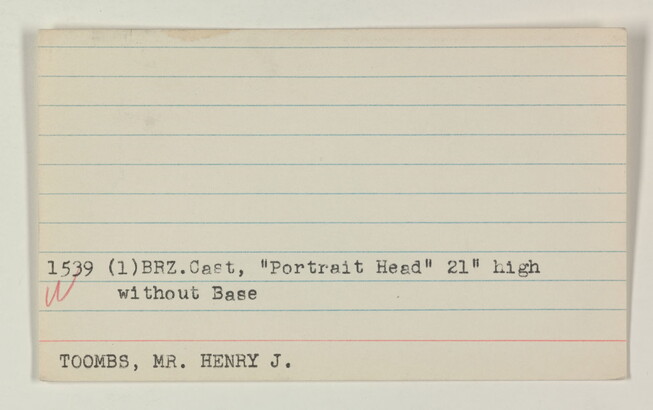 1539 (1)BRZ.Cast, "Portrait Head" 21" high
without Base
TOOMBS, MR. HENRY J.